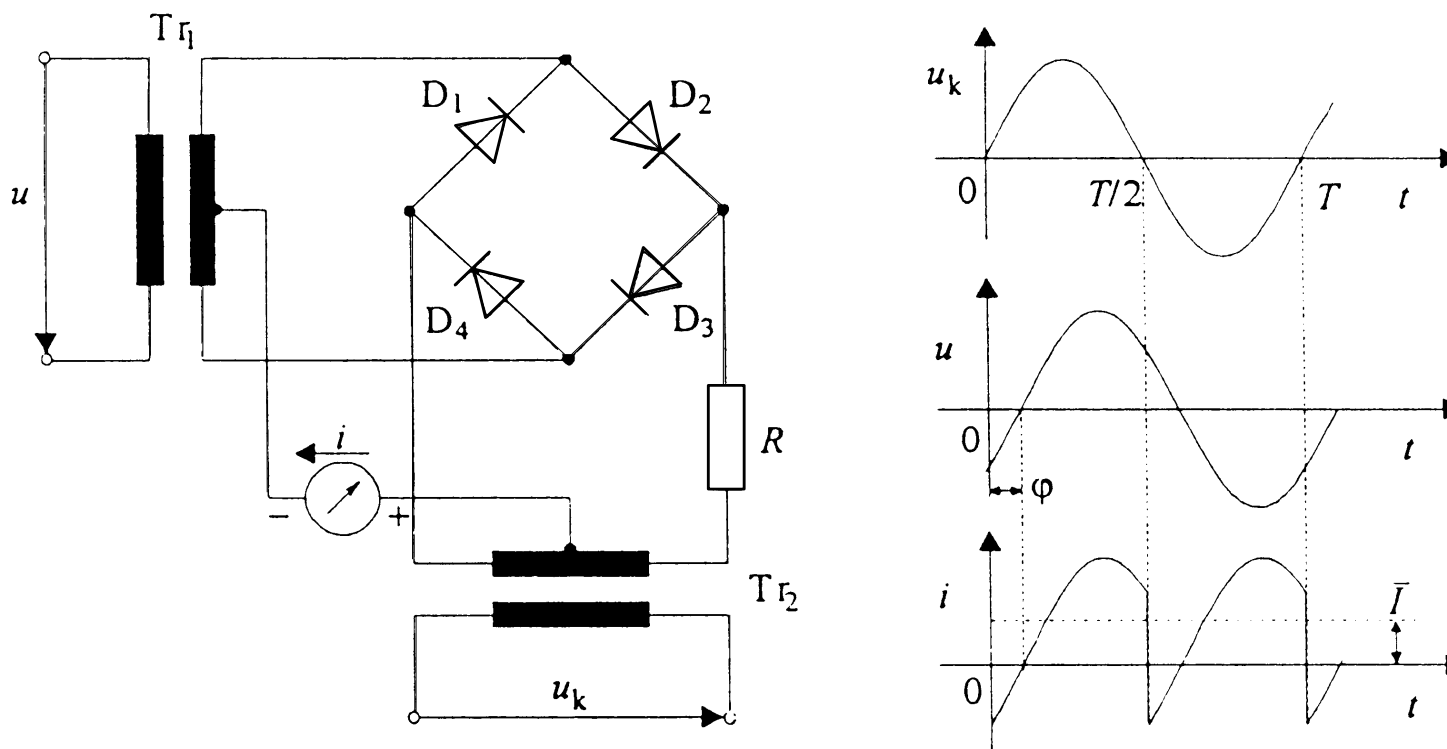 Tr₁
u
D₁
D₂
D₄
D₃
i
−
+
R
Tr₂
uₖ
uₖ
0
T/2
T
t
u
0
φ
t
i
Ī
0
t